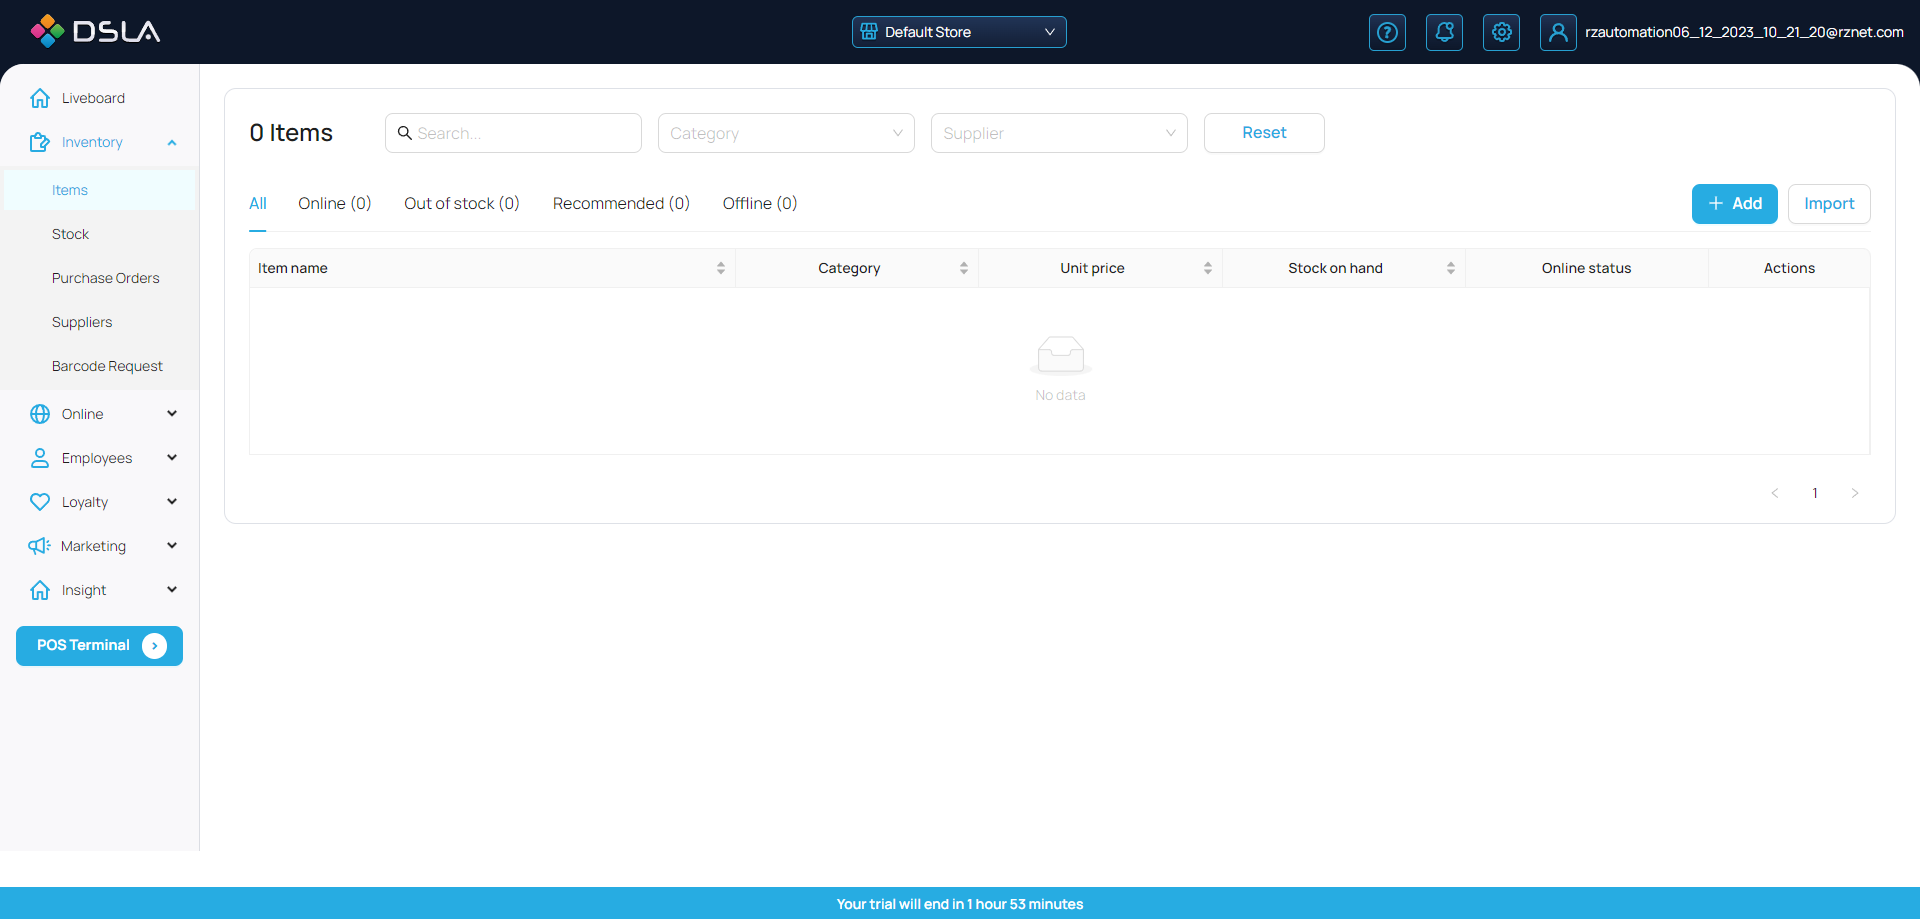 DSLA
Default Store
rzautomation06_12_2023_10_21_20@rznet.com
Liveboard
Inventory
Items
Stock
Purchase Orders
Suppliers
Barcode Request
Online
Employees
Loyalty
Marketing
Insight
POS Terminal
0 Items
Search...
Category
Supplier
Reset
All
Online (0)
Out of stock (0)
Recommended (0)
Offline (0)
Add
Import
Item name
Category
Unit price
Stock on hand
Online status
Actions
No data
1
Your trial will end in 1 hour 53 minutes